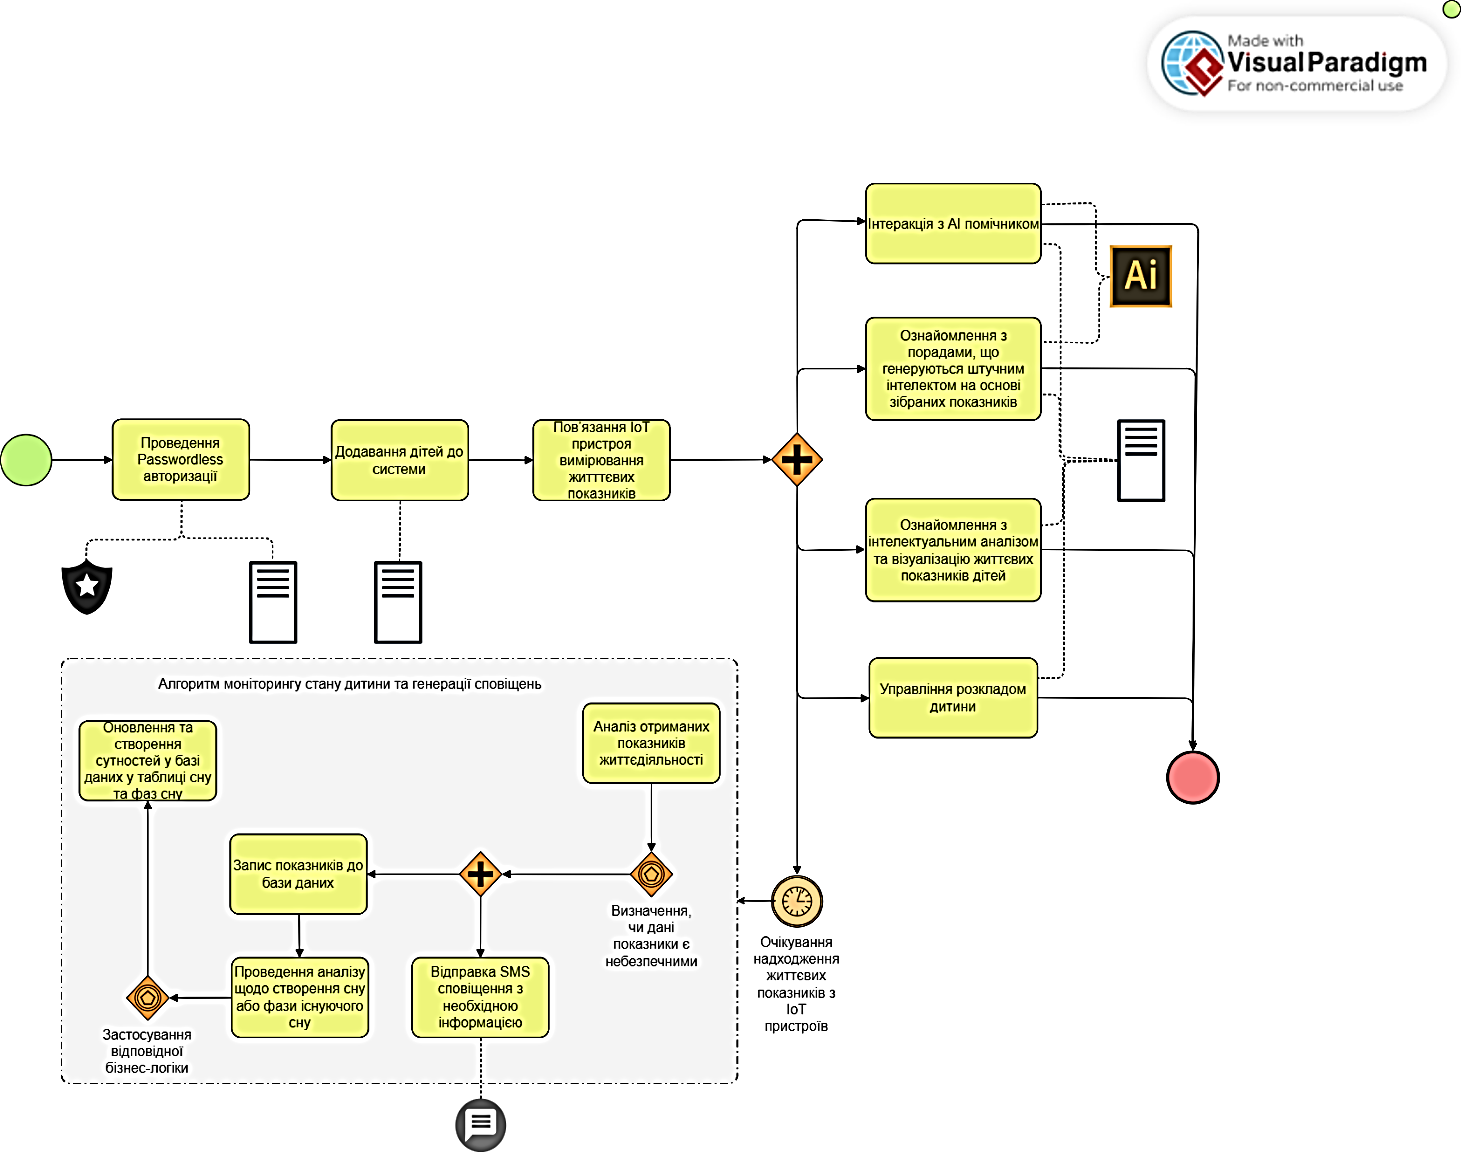 Made with
Visual Paradigm
For non-commercial use
Інтеракція з AI помічником
Ai
Ознайомлення з
порадами, що
генеруються штучним
інтелектом на основі
зібраних показників
Проведення
Passwordless
авторизації
Додавання дітей до
системи
Пов'язання IoT
пристроя
вимірювання
житттєвих
показників
Ознайомлення з
інтелектуальним аналізом
та візуалізацію життєвих
показників дітей
Управління розкладом
дитини
Алгоритм моніторингу стану дитини та генерації сповіщень
Оновлення та
створення
сутностей у базі
даних у таблиці сну
та фаз сну
Аналіз отриманих
показників
життєдіяльності
Запис показників до
бази даних
Визначення,
чи дані
показники є
небезпечними
Очікування
надходження
життєвих
показників з
IoT
пристроїв
Проведення аналізу
щодо створення сну
або фази існуючого
сну
Відправка SMS
сповіщення з
необхідною
інформацією
Застосування
відповідної
бізнес-логіки